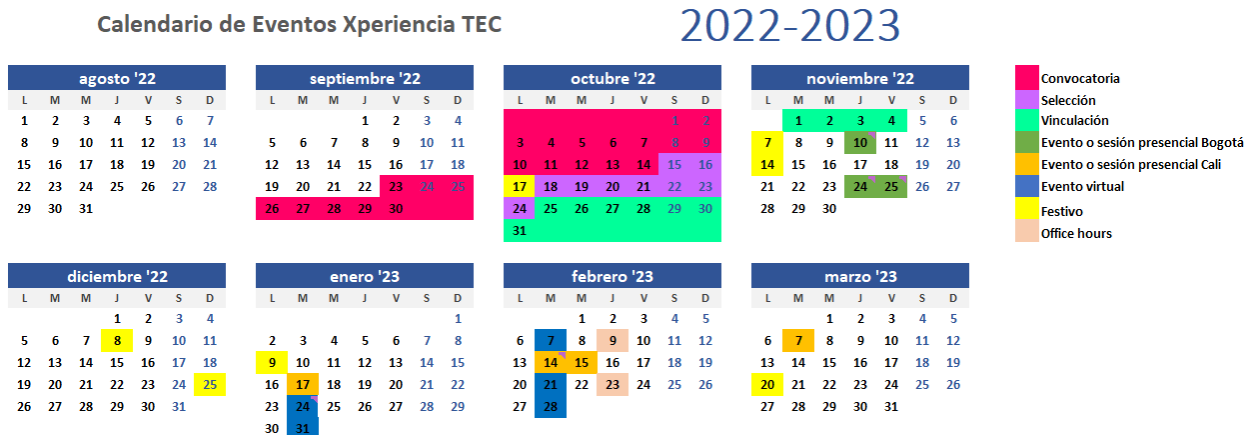 Calendario de Eventos Xperiencia TEC 2022-2023
agosto '22 septiembre '22 octubre '22 noviembre '22
L M M J V S D L M M J V S D L M M J V S D L M M J V S D
1 2 3 4 5 6 7 1 2 3 4 1 2 1 2 3 4 5 6
8 9 10 11 12 13 14 5 6 7 8 9 10 11 3 4 5 6 7 8 9 7 8 9 10 11 12 13
15 16 17 18 19 20 21 12 13 14 15 16 17 18 10 11 12 13 14 15 16 14 15 16 17 18 19 20
22 23 24 25 26 27 28 19 20 21 22 23 24 25 17 18 19 20 21 22 23 21 22 23 24 25 26 27
29 30 31 26 27 28 29 30 24 25 26 27 28 29 30 28 29 30
31
Convocatoria
Selección
Vinculación
Evento o sesión presencial Bogotá
Evento o sesión presencial Cali
Evento virtual
Festivo
Office hours
diciembre '22 enero '23 febrero '23 marzo '23
L M M J V S D L M M J V S D L M M J V S D L M M J V S D
1 2 3 4 1 1 2 3 4 5 1 2 3 4 5
5 6 7 8 9 10 11 2 3 4 5 6 7 8 6 7 8 9 10 11 12 6 7 8 9 10 11 12
12 13 14 15 16 17 18 9 10 11 12 13 14 15 13 14 15 16 17 18 19 13 14 15 16 17 18 19
19 20 21 22 23 24 25 16 17 18 19 20 21 22 20 21 22 23 24 25 26 20 21 22 23 24 25 26
26 27 28 29 30 31 23 24 25 26 27 28 29 27 28 27 28 29 30 31
30 31